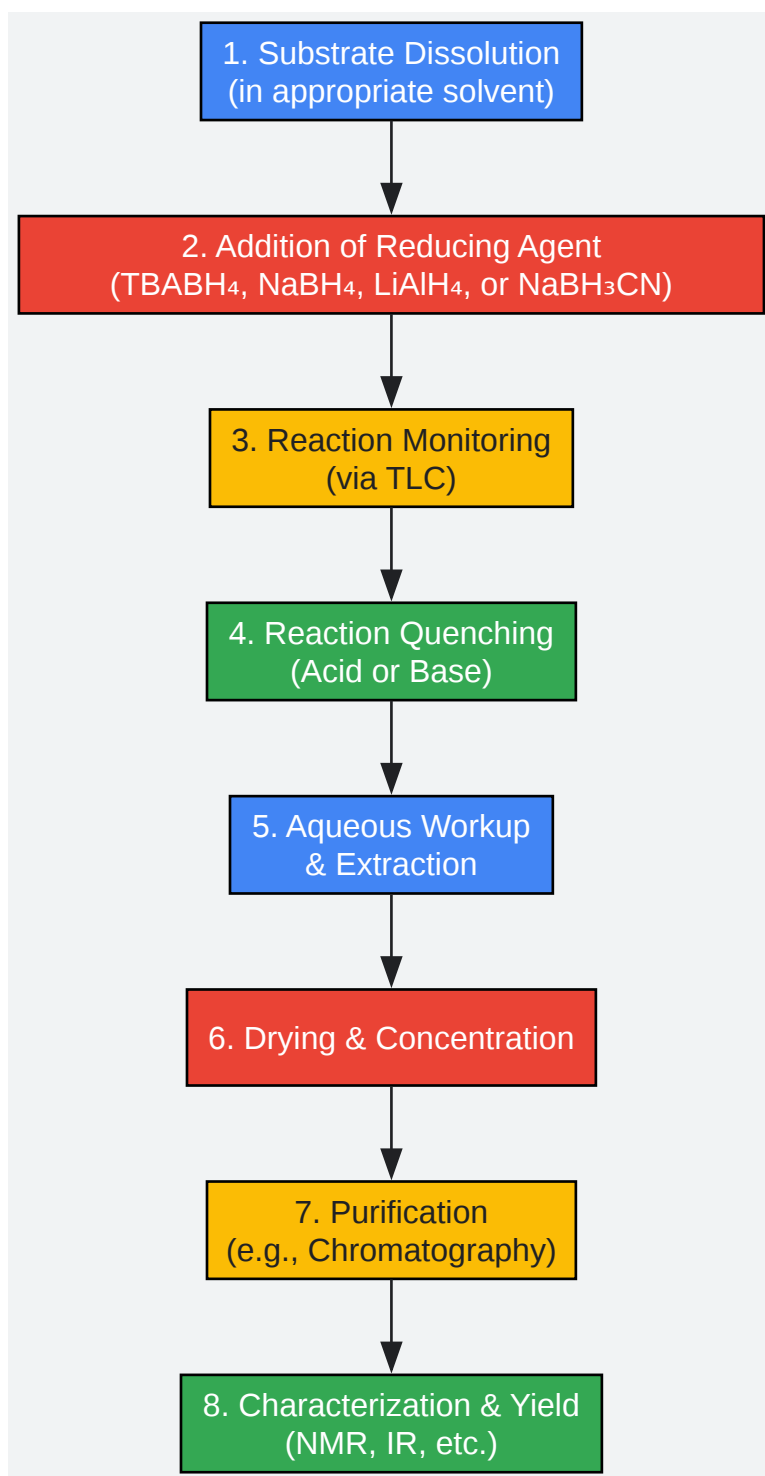 1. Substrate Dissolution
(in appropriate solvent)
2. Addition of Reducing Agent
(TBABH₄, NaBH₄, LiAlH₄, or NaBH₃CN)
3. Reaction Monitoring
(via TLC)
4. Reaction Quenching
(Acid or Base)
5. Aqueous Workup
& Extraction
6. Drying & Concentration
7. Purification
(e.g., Chromatography)
8. Characterization & Yield
(NMR, IR, etc.)